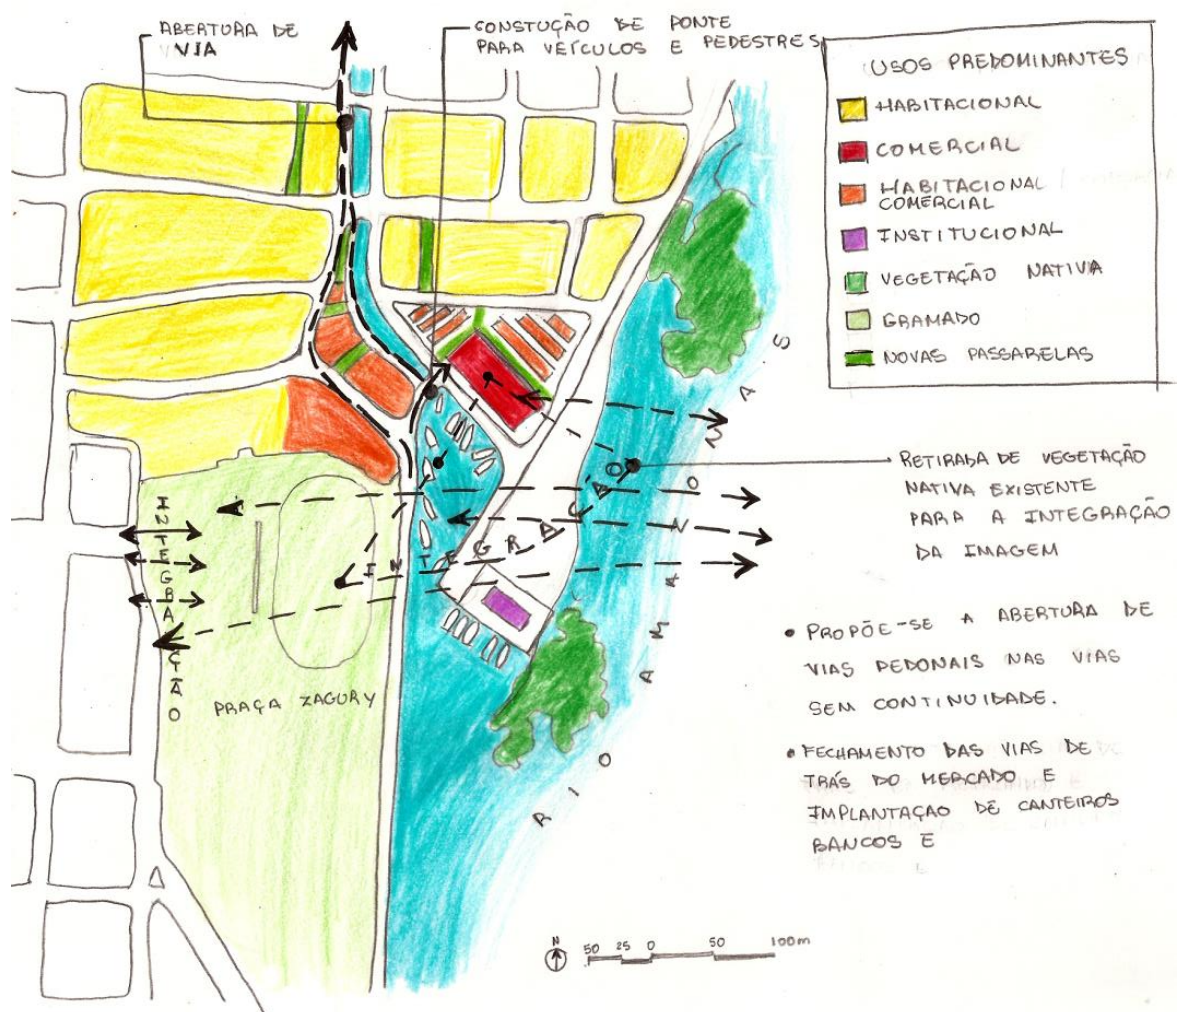 ABERTURA DE
VIA
CONSTUÇÃO DE PONTE
PARA VEÍCULOS E PEDESTRES
USOS PREDOMINANTES
HABITACIONAL
COMERCIAL
HABITACIONAL
COMERCIAL
INSTITUCIONAL
VEGETAÇÃO NATIVA
GRAMADO
NOVAS PASSARELAS
RETIRADA DE VEGETAÇÃO
NATIVA EXISTENTE
PARA A INTEGRAÇÃO
DA IMAGEM
INTEGRAÇÃO
INTEGRAÇÃO
PRAÇA ZAGURY
RIO AMAZONAS
• PROPÕE-SE A ABERTURA DE
VIAS PEDONAIS NAS VIAS
SEM CONTINUIDADE.
• FECHAMENTO DAS VIAS DE
TRÁS DO MERCADO E
IMPLANTAÇÃO DE CANTEIROS
BANCOS E
N
50 25 0 50 100m